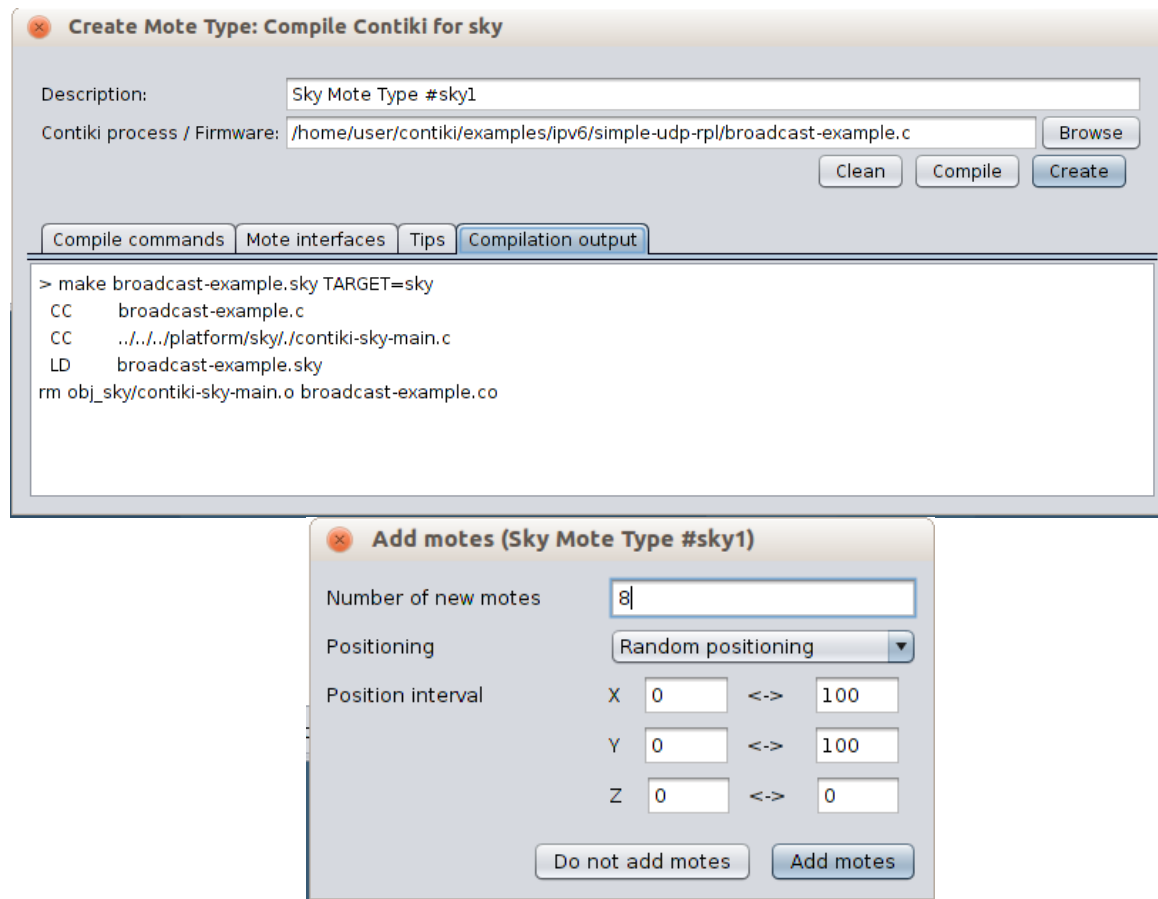 Create Mote Type: Compile Contiki for sky
Description: Sky Mote Type #sky1
Contiki process / Firmware: /home/user/contiki/examples/ipv6/simple-udp-rpl/broadcast-example.c Browse
Clean Compile Create
Compile commands Mote interfaces Tips Compilation output
> make broadcast-example.sky TARGET=sky
CC broadcast-example.c
CC ../../../platform/sky/./contiki-sky-main.c
LD broadcast-example.sky
rm obj_sky/contiki-sky-main.o broadcast-example.co
Add motes (Sky Mote Type #sky1)
Number of new motes 8
Positioning Random positioning
Position interval X 0 <-> 100
Y 0 <-> 100
Z 0 <-> 0
Do not add motes Add motes